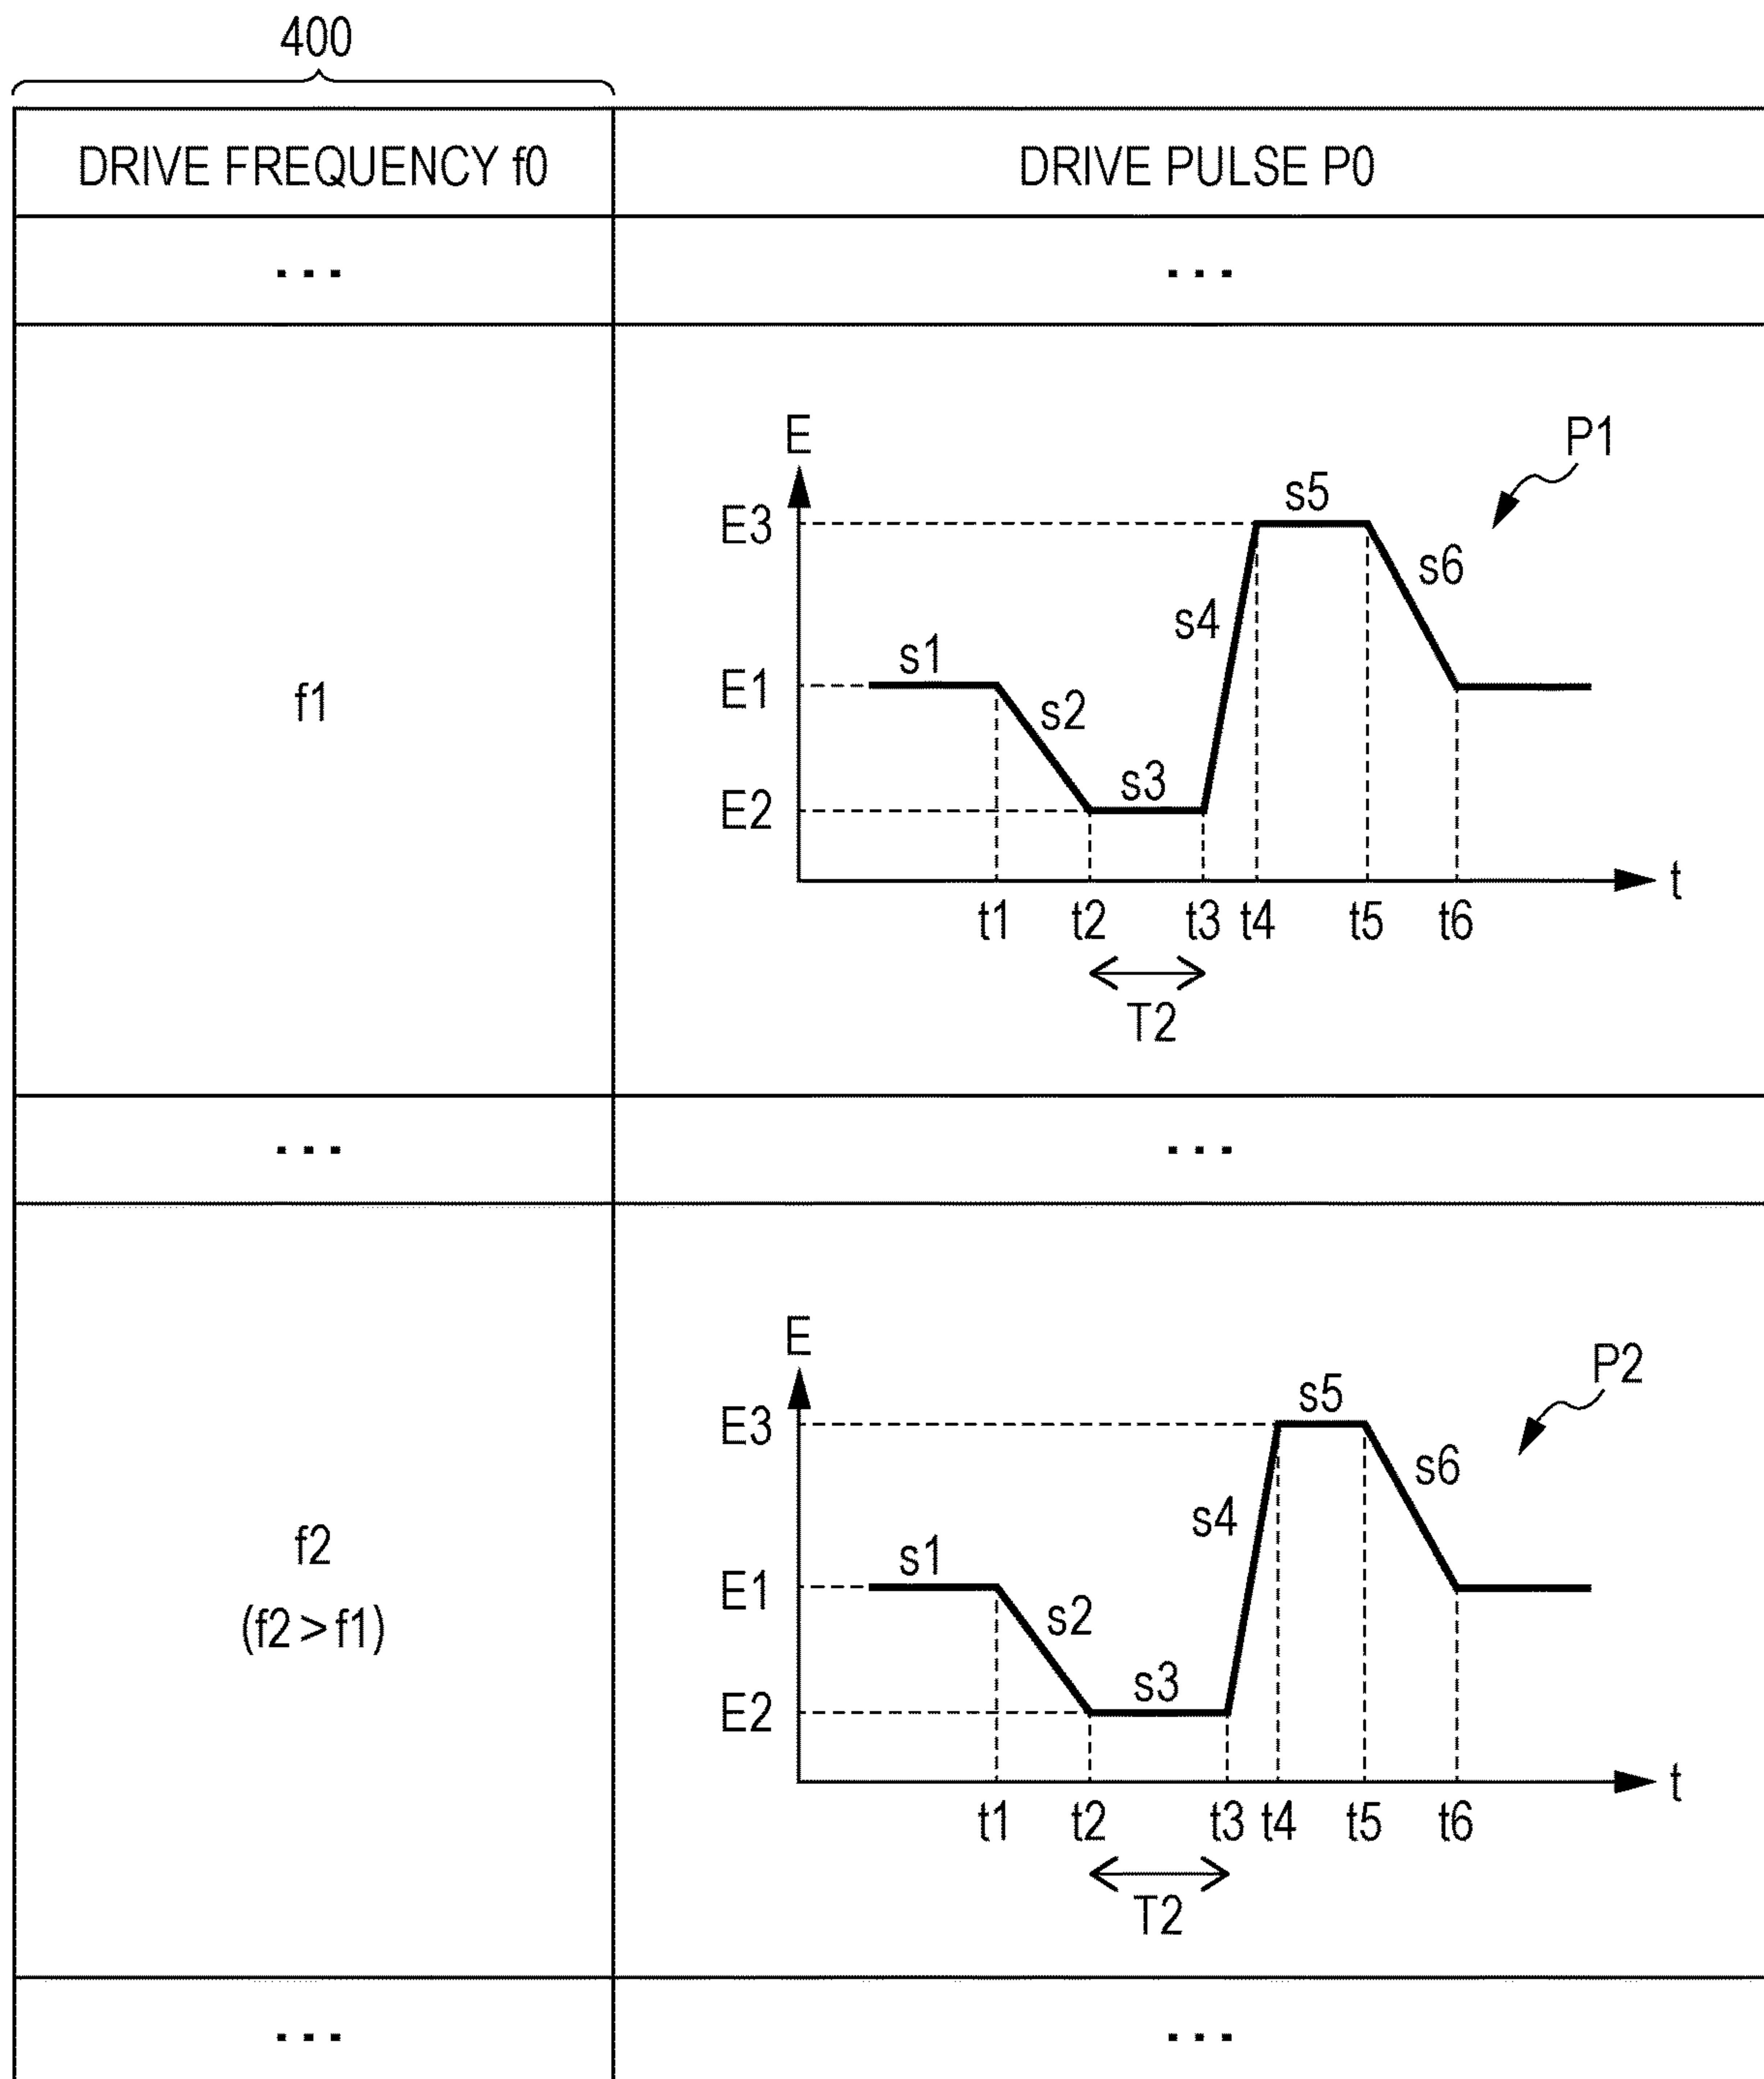 400
DRIVE FREQUENCY f0
DRIVE PULSE P0
...
...
f1
E
P1
E3
s5
s6
s4
s1
E1
s2
s3
E2
t
t1 t2 t3 t4 t5 t6
T2
...
...
f2
(f2 > f1)
E
P2
E3
s5
s6
s4
s1
E1
s2
s3
E2
t
t1 t2 t3 t4 t5 t6
T2
...
...